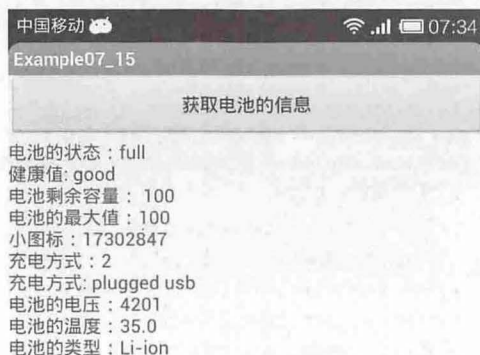 中国移动 07:34
Example07_15
获取电池的信息
电池的状态：full
健康值: good
电池剩余容量： 100
电池的最大值：100
小图标：17302847
充电方式：2
充电方式: plugged usb
电池的电压：4201
电池的温度：35.0
电池的类型：Li-ion